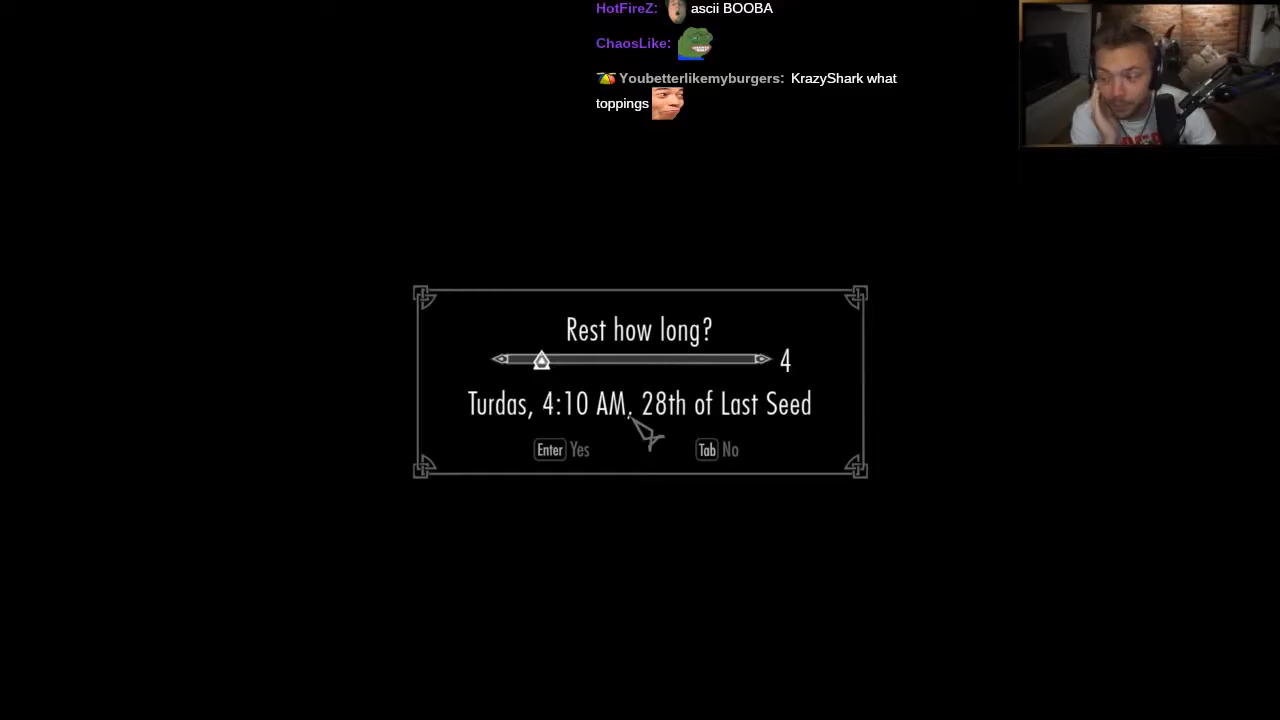 HotFireZ: ascii BOOBA
ChaosLike:
Youbetterlikemyburgers: KrazyShark what
toppings
Rest how long?
4
Turdas, 4:10 AM, 28th of Last Seed
Enter Yes Tab No